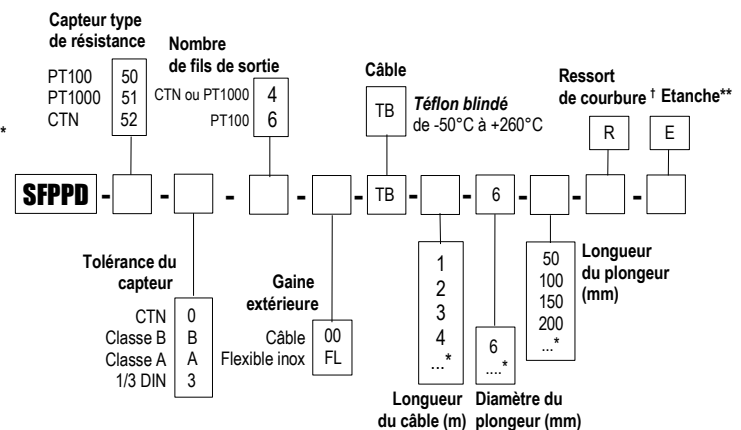 Capteur type
de résistance
PT100 50
PT1000 51
CTN 52
*
Nombre
de fils de sortie
CTN ou PT1000 4
PT100 6
Câble
TB
Téflon blindé
de -50°C à +260°C
Ressort
de courbure † Etanche**
R E
SFPPD - - - - TB - - 6 - - -
Tolérance du
capteur
CTN 0
Classe B B
Classe A A
1/3 DIN 3
Gaine
extérieure
Câble 00
Flexible inox FL
1
2
3
4
...*
Longueur
du câble (m)
6
....*
Diamètre du
plongeur (mm)
50
100
150
200
...*
Longueur
du plongeur
(mm)